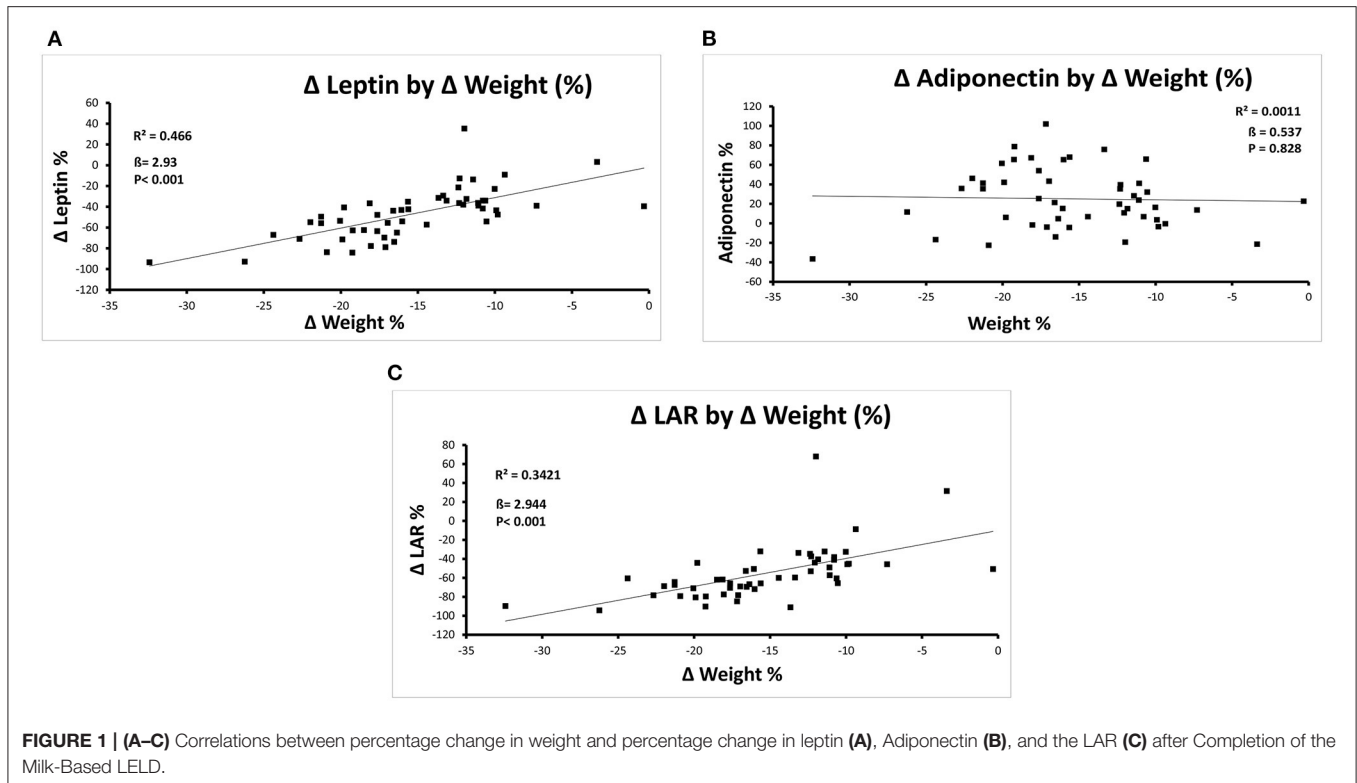 A
Δ Leptin by Δ Weight (%)
R² = 0.466
ß= 2.93
P< 0.001
Δ Leptin %
60
40
20
0
-20
-40
-60
-80
-100
-120
-35
-30
-25
-20
-15
-10
-5
0
Δ Weight %
B
Δ Adiponectin by Δ Weight (%)
R² = 0.0011
ß = 0.537
P = 0.828
Adiponectin %
120
100
80
60
40
20
0
-20
-40
-60
-35
-30
-25
-20
-15
-10
-5
0
Weight %
C
Δ LAR by Δ Weight (%)
R² = 0.3421
ß= 2.944
P< 0.001
Δ LAR %
80
60
40
20
0
-20
-40
-60
-80
-100
-120
-35
-30
-25
-20
-15
-10
-5
0
Δ Weight %
FIGURE 1 | (A–C) Correlations between percentage change in weight and percentage change in leptin (A), Adiponectin (B), and the LAR (C) after Completion of the
Milk-Based LELD.